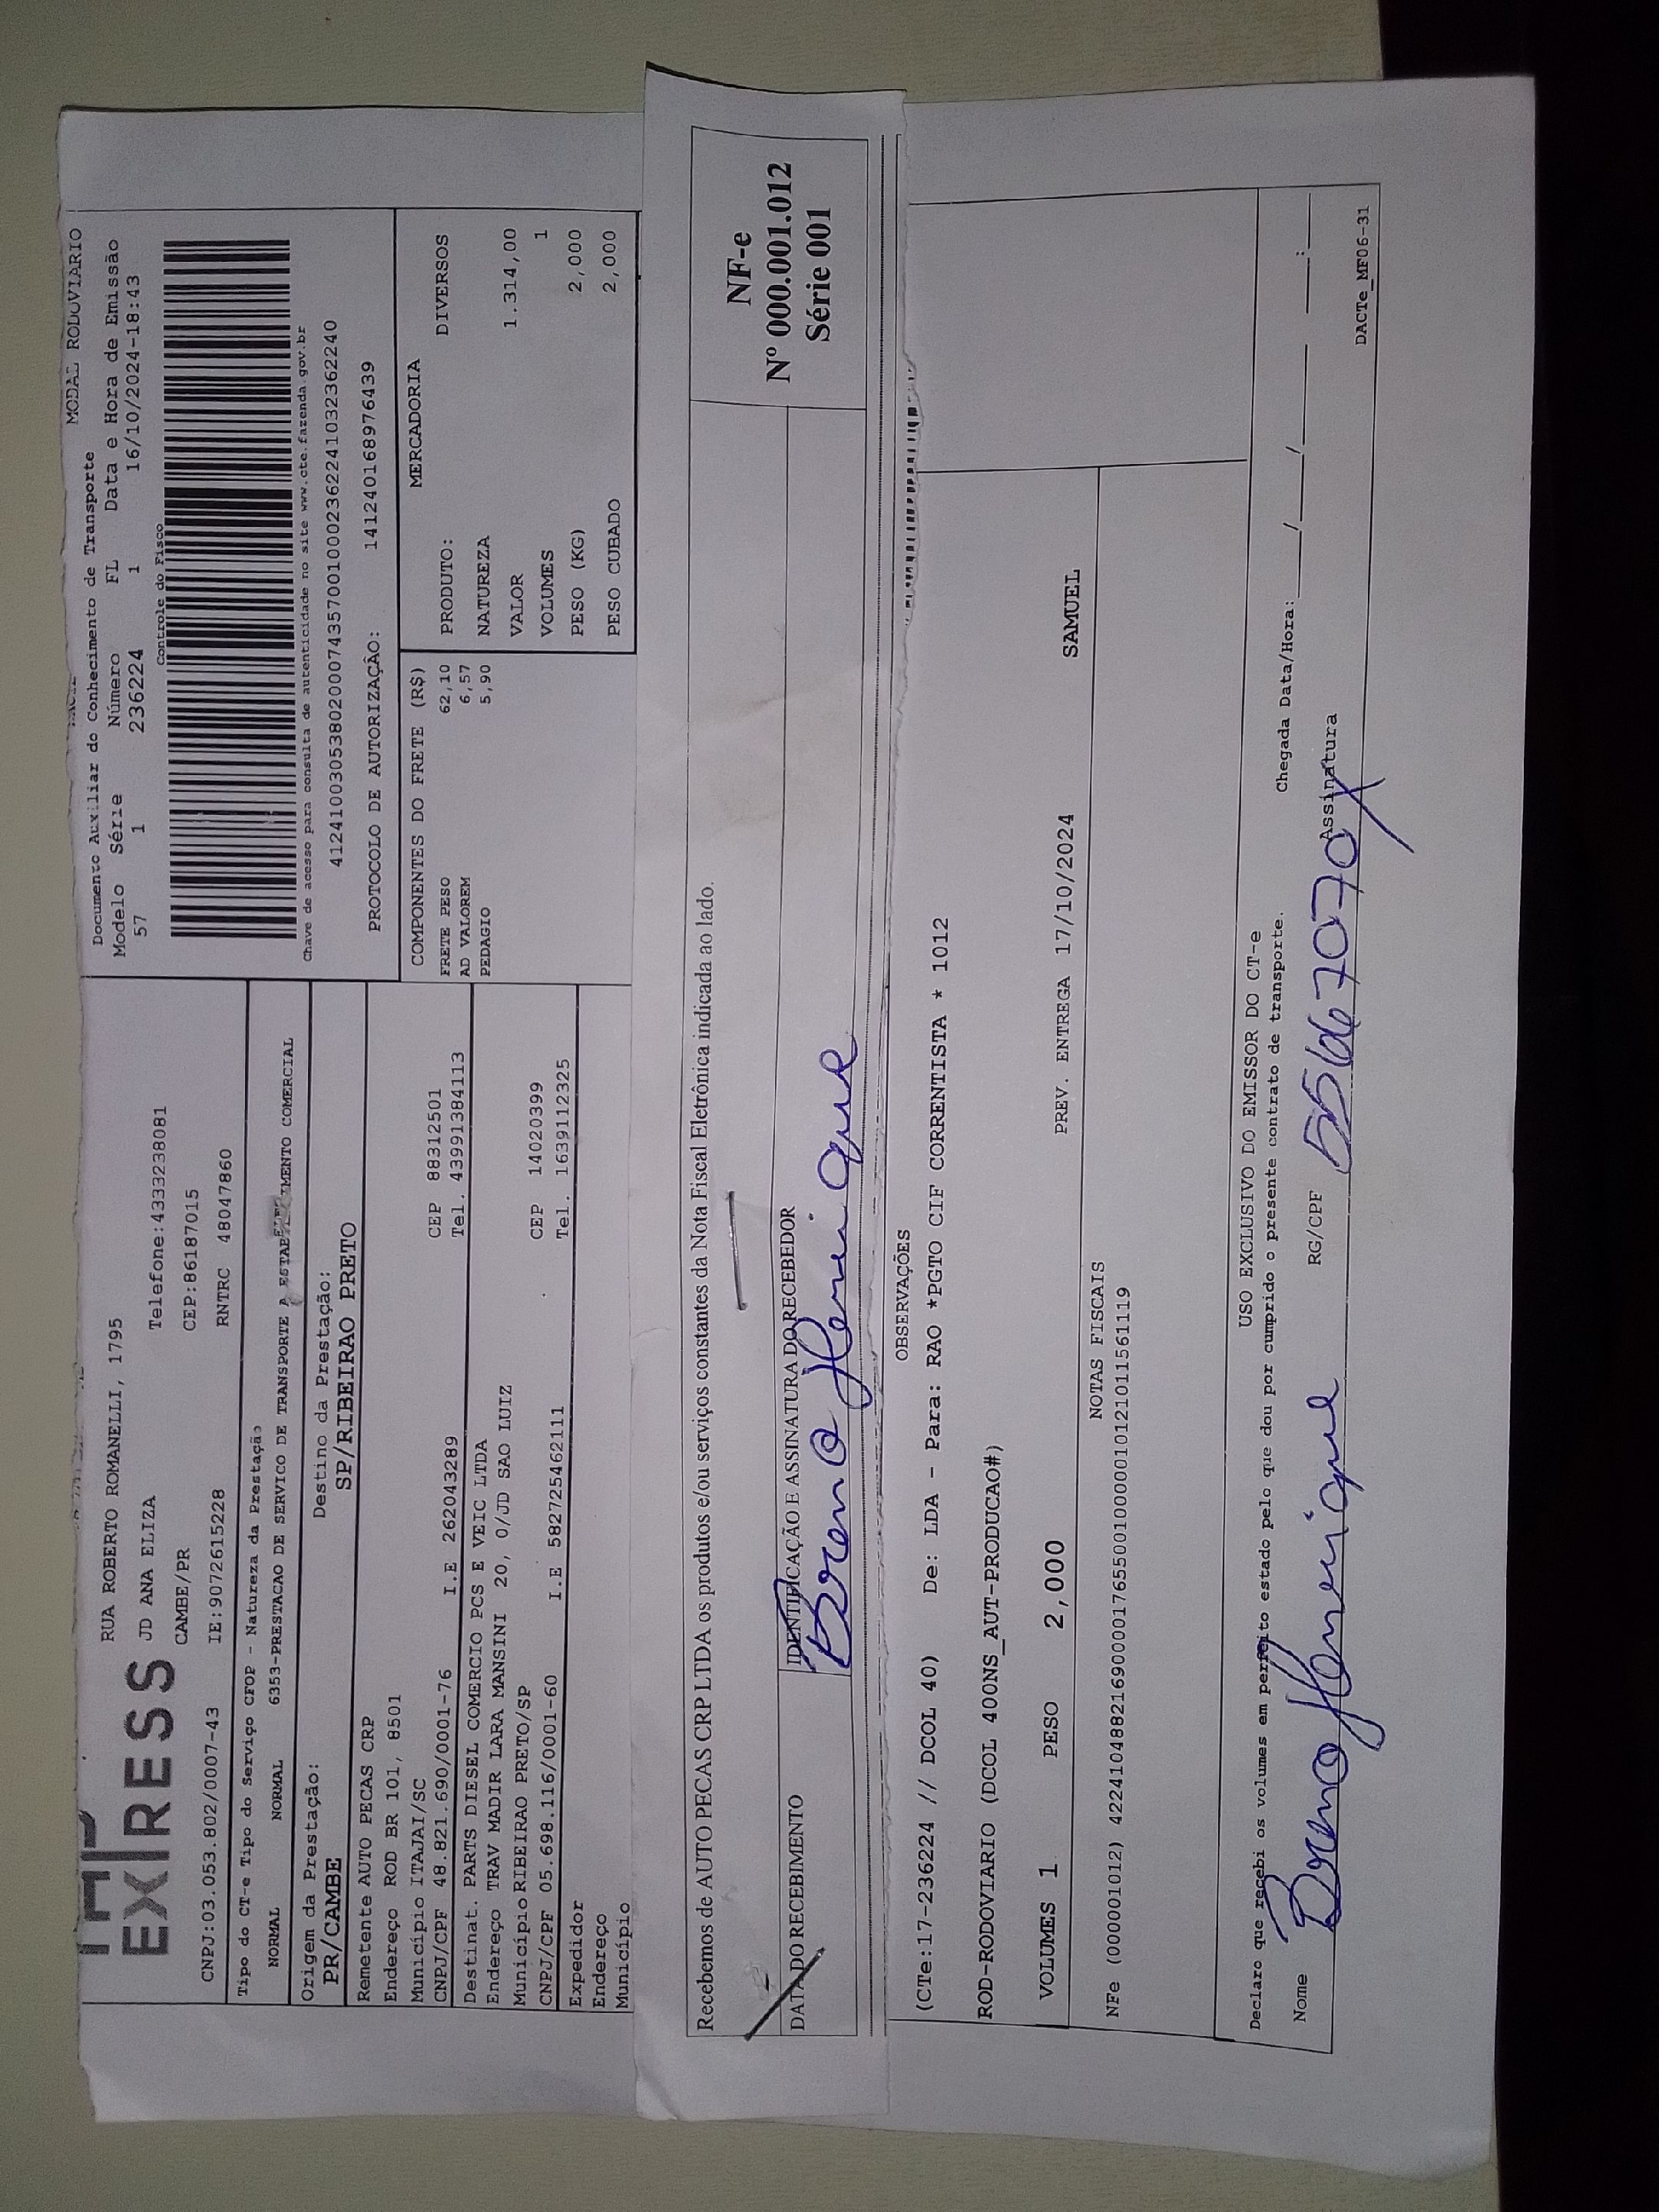 EXPRESS
RUA ROBERTO ROMANELLI, 1795
JD ANA ELIZA
Telefone:4333238081
CAMBE/PR
CEP:86187015
CNPJ:03.053.802/0007-43
IE:9072615228
RNTRC 48047860
Tipo do CT-e Tipo do Serviço CFOP - Natureza da Prestação
NORMAL NORMAL 6353-PRESTACAO DE SERVICO DE TRANSPORTE A ESTABELECIMENTO COMERCIAL
Origem da Prestação: Destino da Prestação:
PR/CAMBE SP/RIBEIRAO PRETO
MODAL RODOVIARIO
Documento Auxiliar do Conhecimento de Transporte
Modelo Série Número FL Data e Hora de Emissão
57 1 236224 1 16/10/2024-18:43
Controle do Fisco
Chave de acesso para consulta de autenticidade no site www.cte.fazenda.gov.br
41241003053802000743570010002362241032362240
PROTOCOLO DE AUTORIZAÇÃO: 141240168976439
Remetente AUTO PECAS CRP
Endereço ROD BR 101, 8501
Município ITAJAI/SC CEP 88312501
CNPJ/CPF 48.821.690/0001-76 I.E 262043289 Tel. 43991384113
Destinat. PARTS DIESEL COMERCIO PCS E VEIC LTDA
Endereço TRAV MADIR LARA MANSINI 20, 0/JD SAO LUIZ
Município RIBEIRAO PRETO/SP CEP 14020399
CNPJ/CPF 05.698.116/0001-60 I.E 582725462111 Tel. 1639112325
Expedidor
Endereço
Município
COMPONENTES DO FRETE (R$)
FRETE PESO 62,10
AD VALOREM 6,57
PEDAGIO 5,90
MERCADORIA
PRODUTO: DIVERSOS
NATUREZA
VALOR 1.314,00
VOLUMES 1
PESO (KG) 2,000
PESO CUBADO 2,000
Recebemos de AUTO PECAS CRP LTDA os produtos e/ou serviços constantes da Nota Fiscal Eletrônica indicada ao lado.
DATA DO RECEBIMENTO IDENTIFICAÇÃO E ASSINATURA DO RECEBEDOR
Breno Henrique
NF-e
Nº 000.001.012
Série 001
OBSERVAÇÕES
(CTe:17-236224 // DCOL 40) De: LDA - Para: RAO *PGTO CIF CORRENTISTA * 1012
ROD-RODOVIARIO (DCOL 400NS_AUT-PRODUCAO#)
VOLUMES 1 PESO 2,000 PREV. ENTREGA 17/10/2024 SAMUEL
NOTAS FISCAIS
NFe (000001012) 42241048821690000176550010000010121011561119
USO EXCLUSIVO DO EMISSOR DO CT-e
Declaro que recebi os volumes em perfeito estado pelo que dou por cumprido o presente contrato de transporte.
Chegada Data/Hora: ___/___/_____ ___:___
Nome Breno Henrique RG/CPF 55667070X Assinatura
DACTe_MF06-31